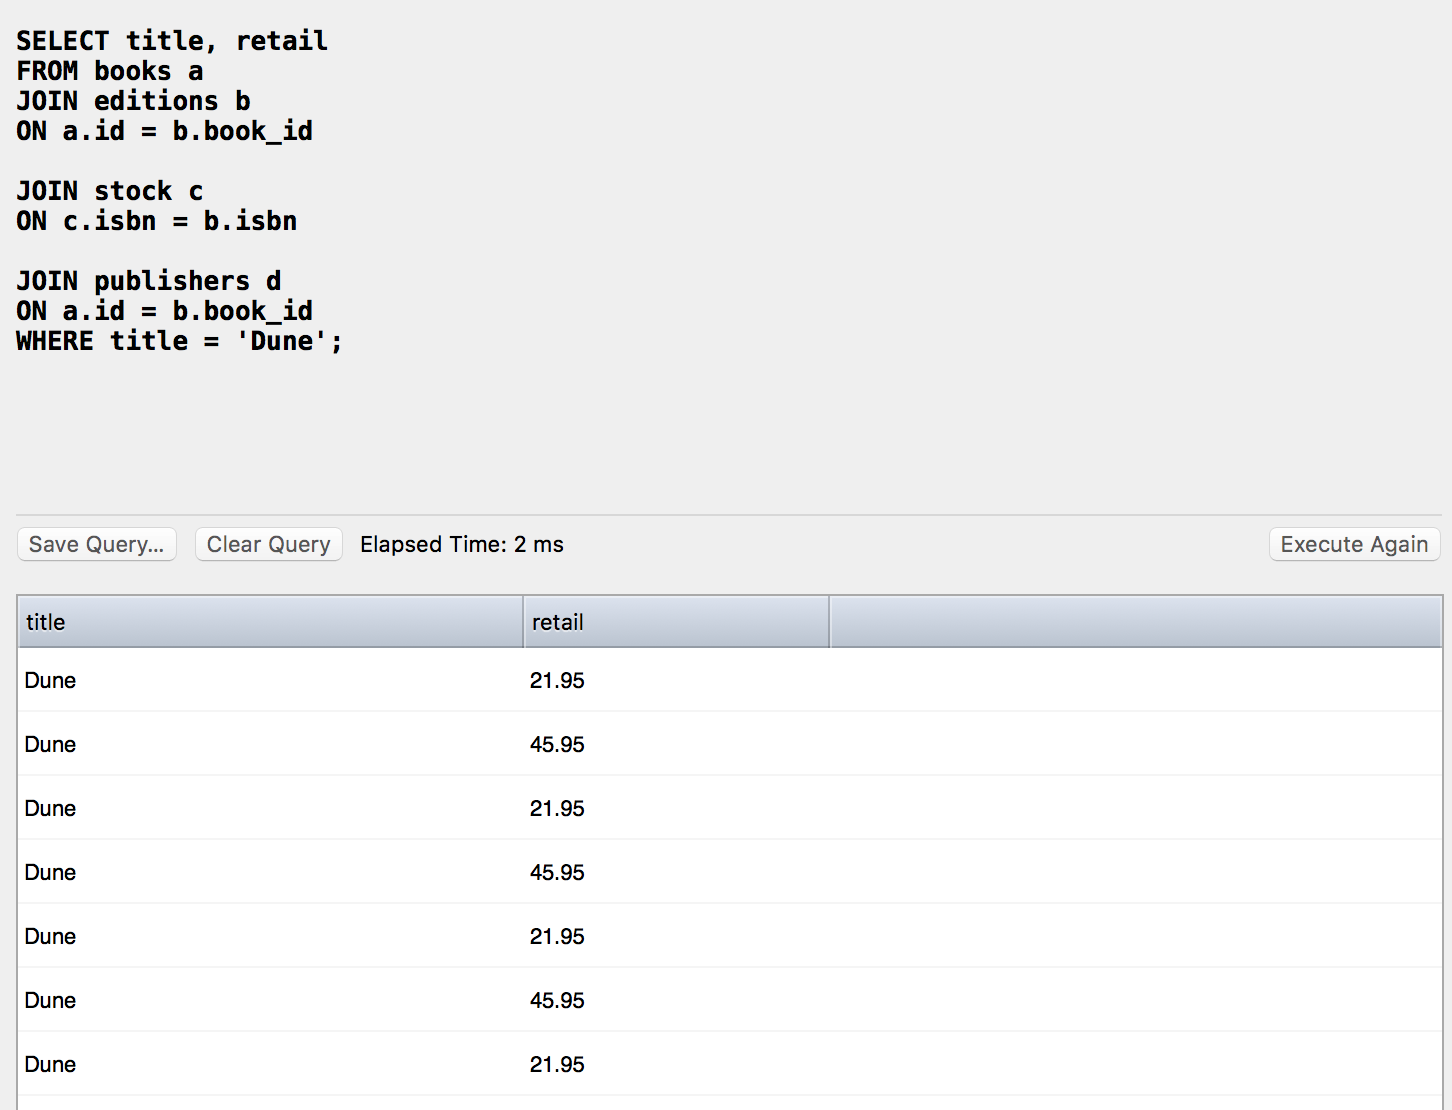 SELECT title, retail
FROM books a
JOIN editions b
ON a.id = b.book_id
JOIN stock c
ON c.isbn = b.isbn
JOIN publishers d
ON a.id = b.book_id
WHERE title = 'Dune';
Save Query... Clear Query Elapsed Time: 2 ms Execute Again
title retail
Dune 21.95
Dune 45.95
Dune 21.95
Dune 45.95
Dune 21.95
Dune 45.95
Dune 21.95